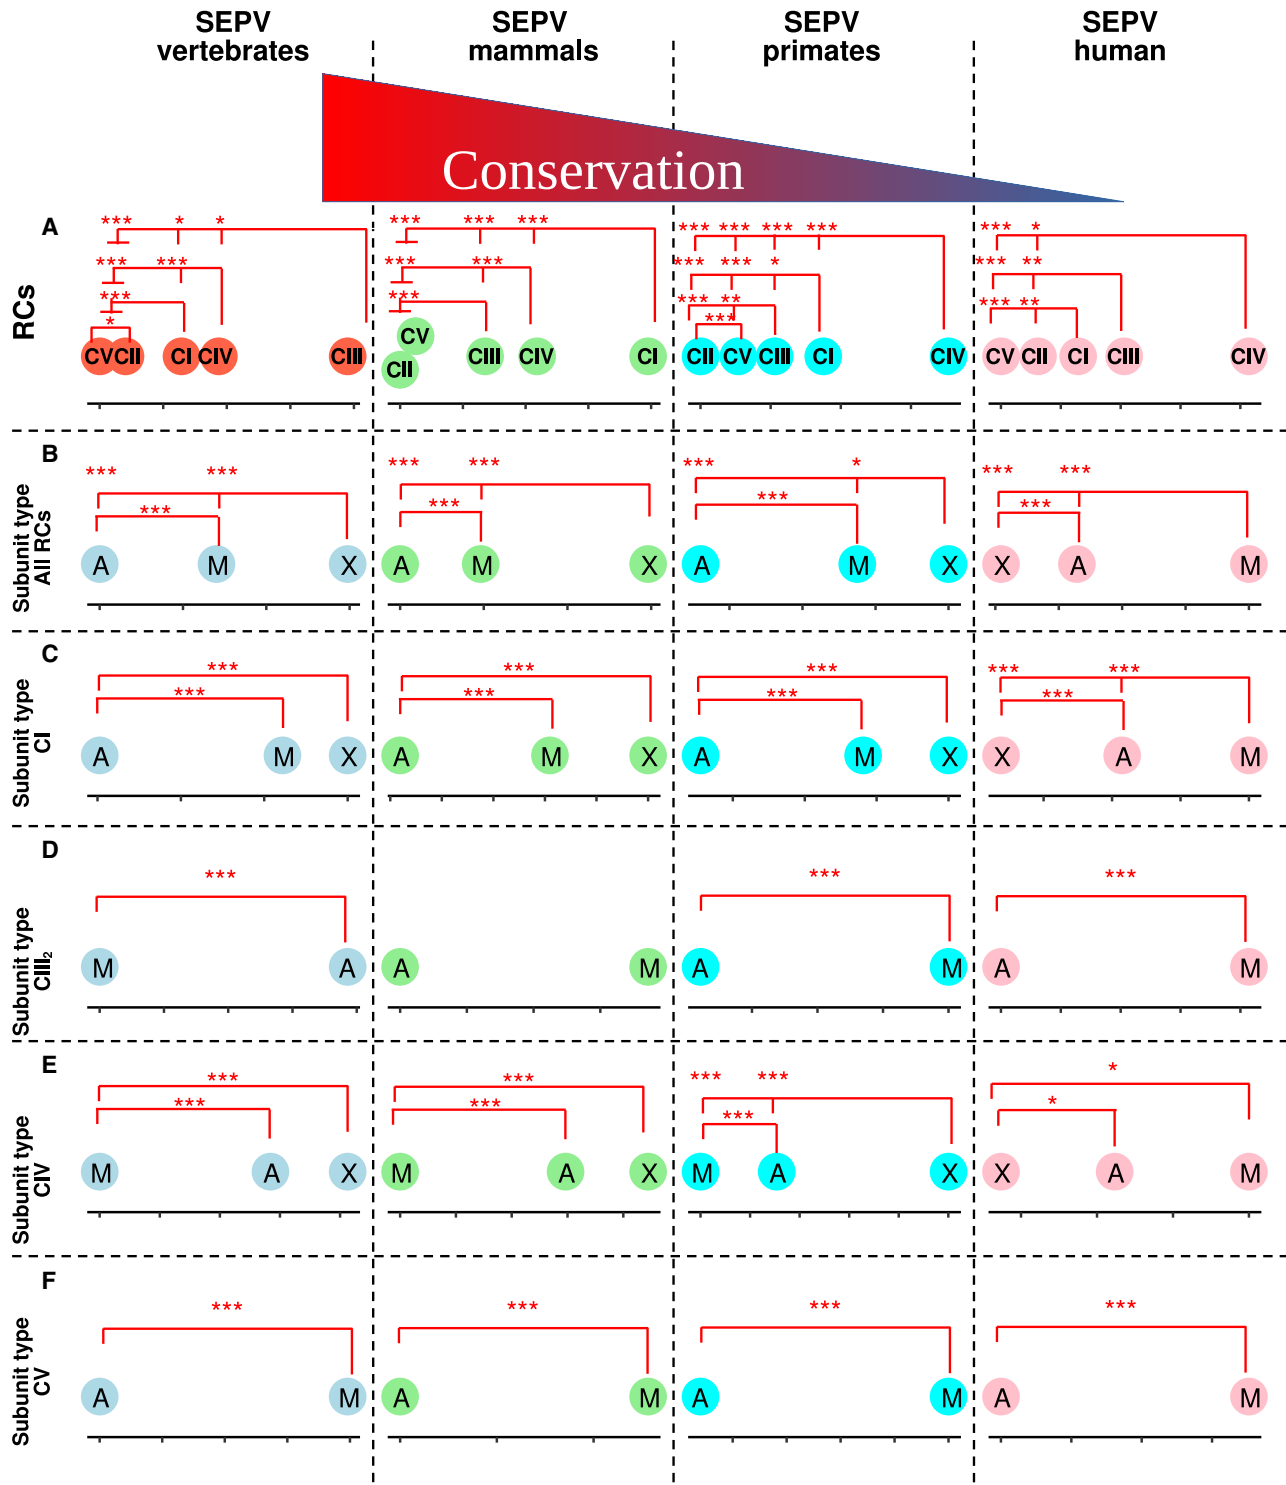 SEPV vertebrates
SEPV mammals
SEPV primates
SEPV human
Conservation
A
RCs
*** * *
*** ***
***
*
CV CII CI CIV CIII
*** *** ***
*** ***
***
CV
CII CIII CIV CI
*** *** *** ***
*** *** *
*** **
***
CII CV CIII CI CIV
*** *
*** **
*** **
CV CII CI CIII CIV
B
Subunit type
All RCs
*** ***
***
A M X
*** ***
***
A M X
*** *
***
A M X
*** ***
***
X A M
C
Subunit type
CI
***
***
A M X
***
***
A M X
***
***
A M X
*** ***
***
X A M
D
Subunit type
CIII₂
***
M A
A M
***
A M
***
A M
E
Subunit type
CIV
***
***
M A X
***
***
M A X
*** ***
***
M A X
*
*
X A M
F
Subunit type
CV
***
A M
***
A M
***
A M
***
A M